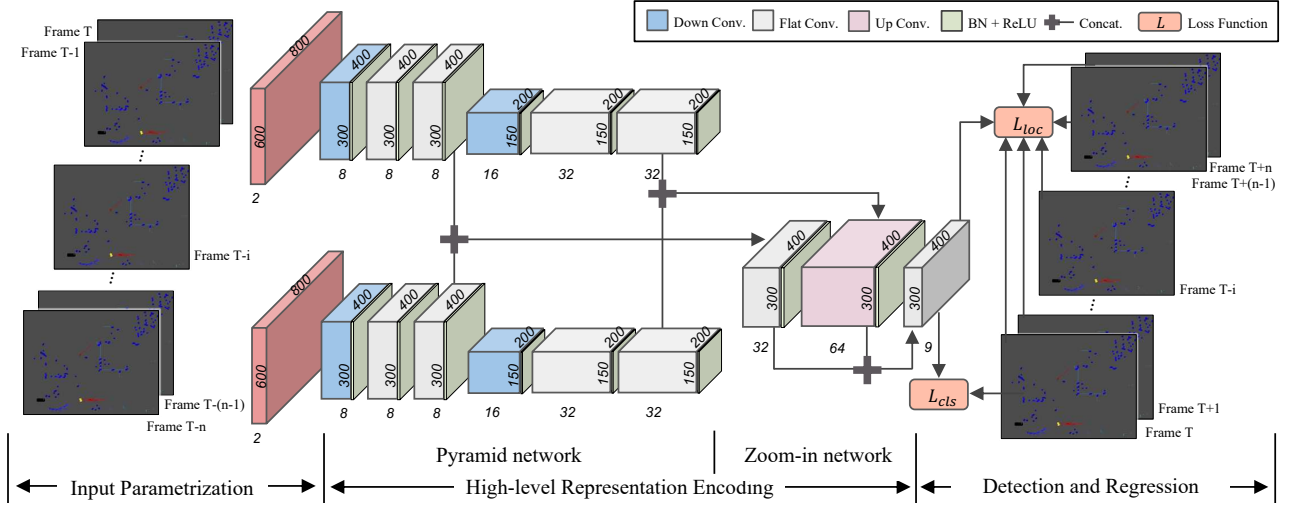 Down Conv.
Flat Conv.
Up Conv.
BN + ReLU
Concat.
L
Loss Function
Frame T
Frame T-1
Frame T-i
Frame T-(n-1)
Frame T-n
800
600
2
400
300
8
400
300
8
400
300
8
200
150
16
200
150
32
200
150
32
800
600
2
400
300
8
400
300
8
400
300
8
200
150
16
200
150
32
200
150
32
400
300
32
400
300
64
400
300
9
Lloc
Lcls
Frame T+n
Frame T+(n-1)
Frame T-i
Frame T+1
Frame T
Pyramid network
Zoom-in network
Input Parametrization
High-level Representation Encoding
Detection and Regression